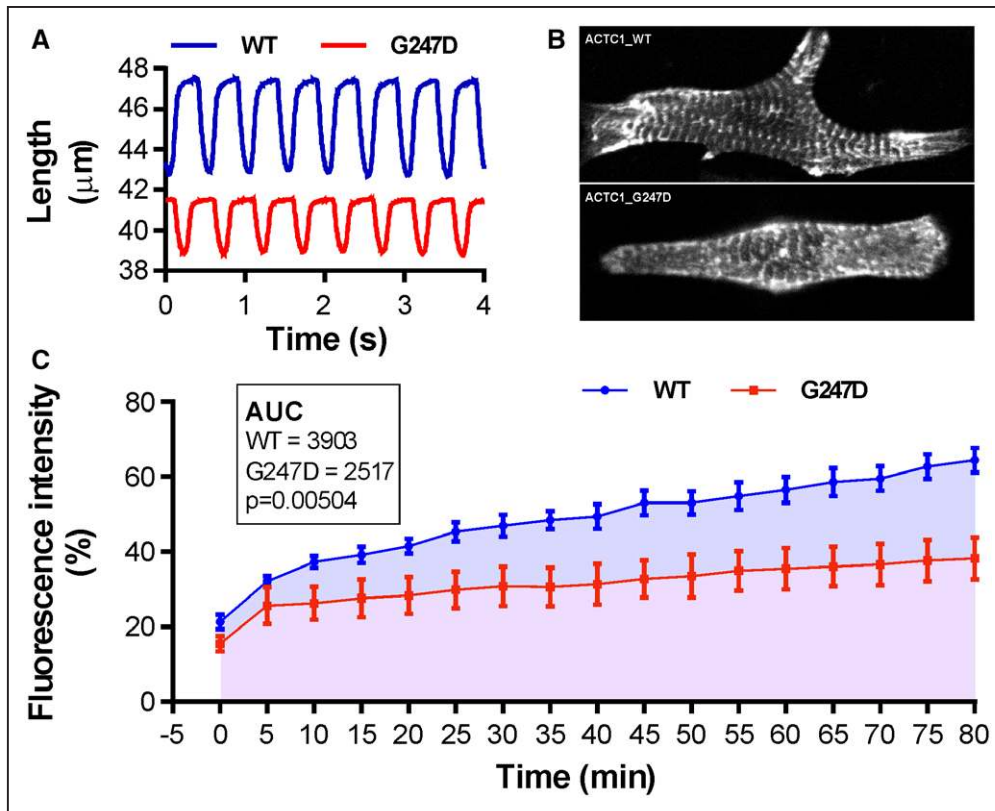 A
WT
G247D
48
46
44
42
40
38
Length
(μm)
0
1
2
3
4
Time (s)
B
ACTC1_WT
ACTC1_G247D
C
WT
G247D
AUC
WT = 3903
G247D = 2517
p=0.00504
80
60
40
20
0
Fluorescence intensity
(%)
-5 0 5 10 15 20 25 30 35 40 45 50 55 60 65 70 75 80
Time (min)